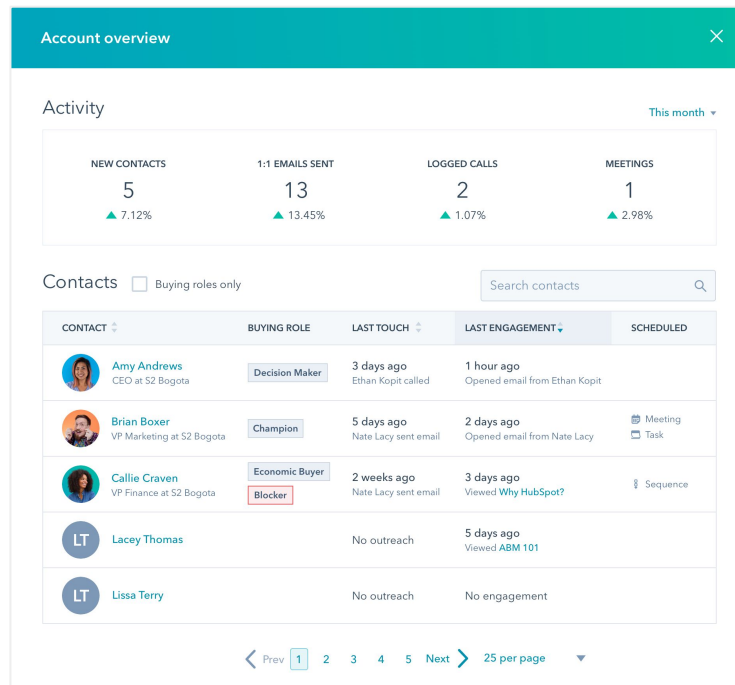 Account overview
Activity
This month
NEW CONTACTS
1:1 EMAILS SENT
LOGGED CALLS
MEETINGS
5
13
2
1
7.12%
13.45%
1.07%
2.98%
Contacts
Buying roles only
Search contacts
CONTACT
BUYING ROLE
LAST TOUCH
LAST ENGAGEMENT
SCHEDULED
Amy Andrews
CEO at S2 Bogota
Decision Maker
3 days ago
Ethan Kopit called
1 hour ago
Opened email from Ethan Kopit
Brian Boxer
VP Marketing at S2 Bogota
Champion
5 days ago
Nate Lacy sent email
2 days ago
Opened email from Nate Lacy
Meeting
Task
Callie Craven
VP Finance at S2 Bogota
Economic Buyer
Blocker
2 weeks ago
Nate Lacy sent email
3 days ago
Viewed Why HubSpot?
Sequence
LT
Lacey Thomas
No outreach
5 days ago
Viewed ABM 101
LT
Lissa Terry
No outreach
No engagement
Prev 1 2 3 4 5 Next 25 per page